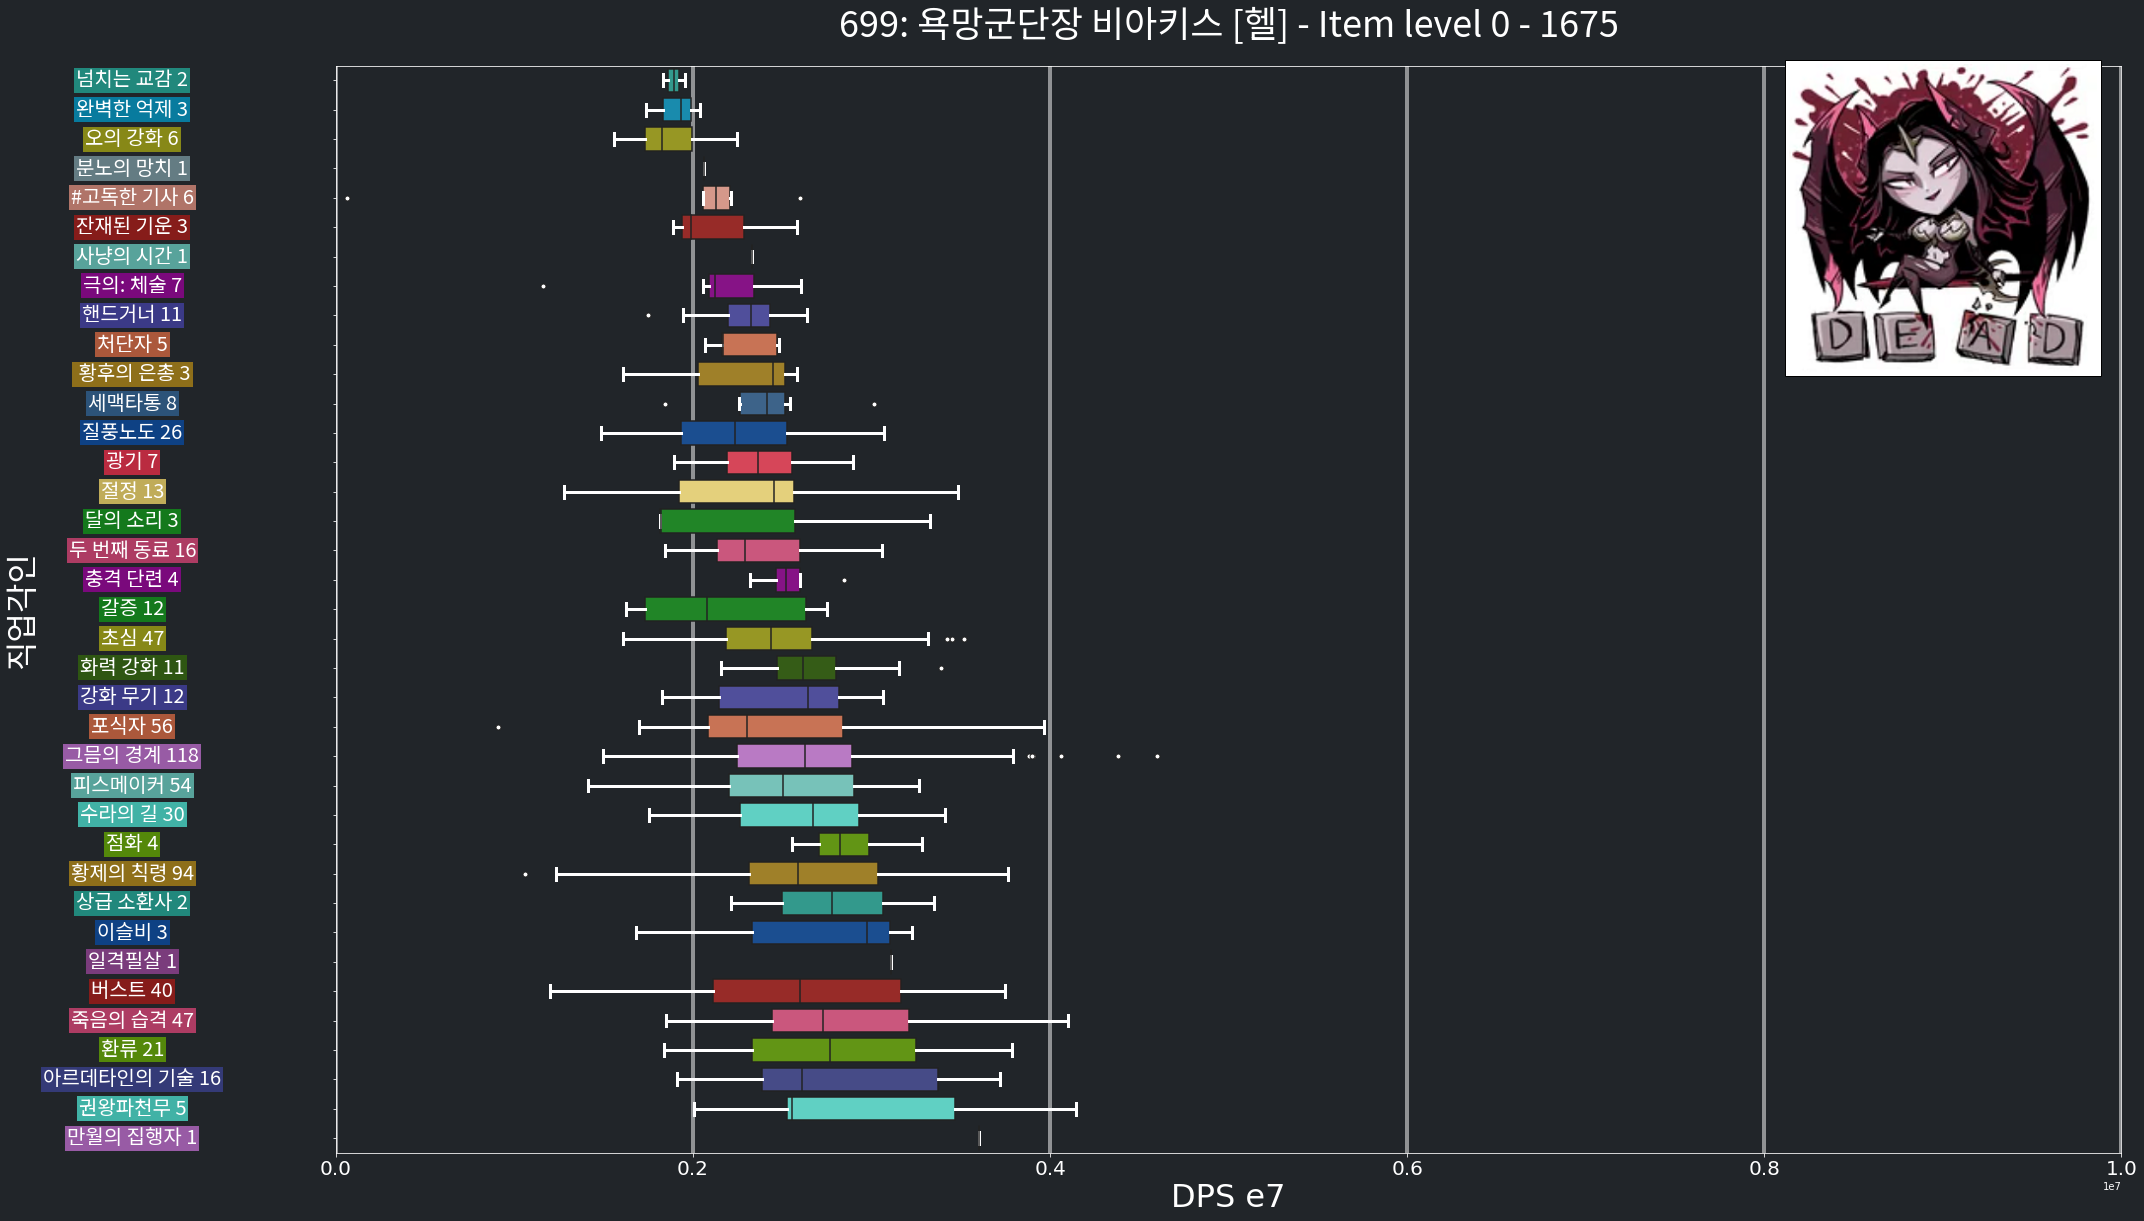 699: 욕망군단장 비아키스 [헬] - Item level 0 - 1675
직업각인
넘치는 교감 2
완벽한 억제 3
오의 강화 6
분노의 망치 1
#고독한 기사 6
잔재된 기운 3
사냥의 시간 1
극의: 체술 7
핸드거너 11
처단자 5
황후의 은총 3
세맥타통 8
질풍노도 26
광기 7
절정 13
달의 소리 3
두 번째 동료 16
충격 단련 4
갈증 12
초심 47
화력 강화 11
강화 무기 12
포식자 56
그믐의 경계 118
피스메이커 54
수라의 길 30
점화 4
황제의 칙령 94
상급 소환사 2
이슬비 3
일격필살 1
버스트 40
죽음의 습격 47
환류 21
아르데타인의 기술 16
권왕파천무 5
만월의 집행자 1
DEAD
0.0 0.2 0.4 0.6 0.8 1.0
1e7
DPS e7